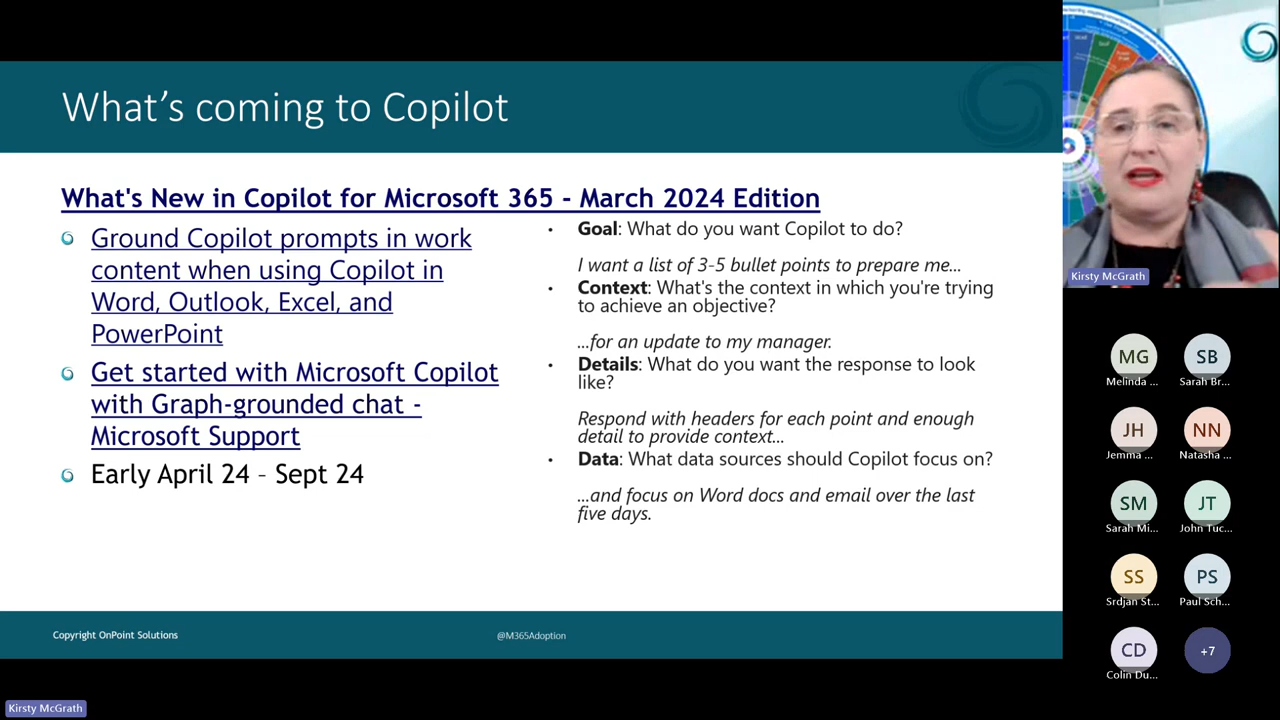 What’s coming to Copilot
What's New in Copilot for Microsoft 365 - March 2024 Edition
Ground Copilot prompts in work
content when using Copilot in
Word, Outlook, Excel, and
PowerPoint
Get started with Microsoft Copilot
with Graph-grounded chat -
Microsoft Support
Early April 24 – Sept 24
• Goal: What do you want Copilot to do?
I want a list of 3-5 bullet points to prepare me...
• Context: What's the context in which you're trying
to achieve an objective?
...for an update to my manager.
• Details: What do you want the response to look
like?
Respond with headers for each point and enough
detail to provide context...
• Data: What data sources should Copilot focus on?
...and focus on Word docs and email over the last
five days.
Copyright OnPoint Solutions
@M365Adoption
Kirsty McGrath
MG
Melinda ...
SB
Sarah Br...
JH
Jemma ...
NN
Natasha ...
SM
Sarah Mi...
JT
John Tuc...
SS
Srdjan St...
PS
Paul Sch...
CD
Colin Du...
+7
Kirsty McGrath